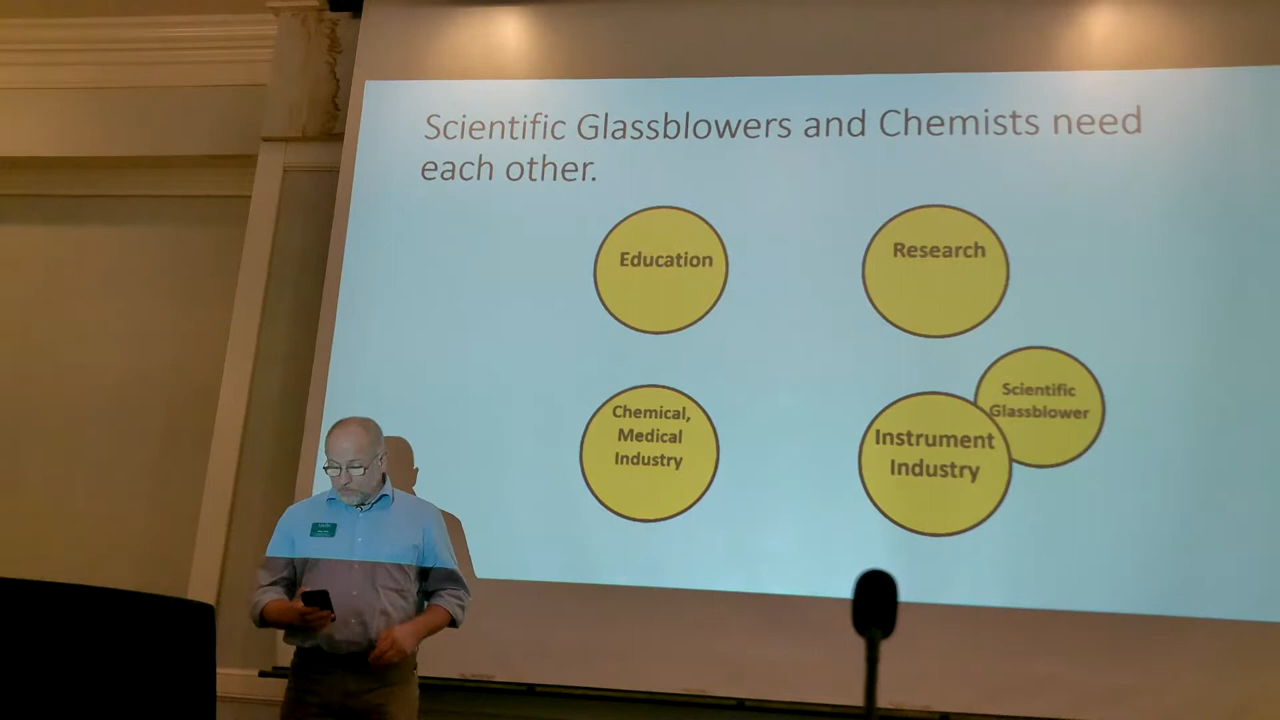 Scientific Glassblowers and Chemists need
each other.
Education
Research
Scientific
Glassblower
Chemical,
Medical
Industry
Instrument
Industry